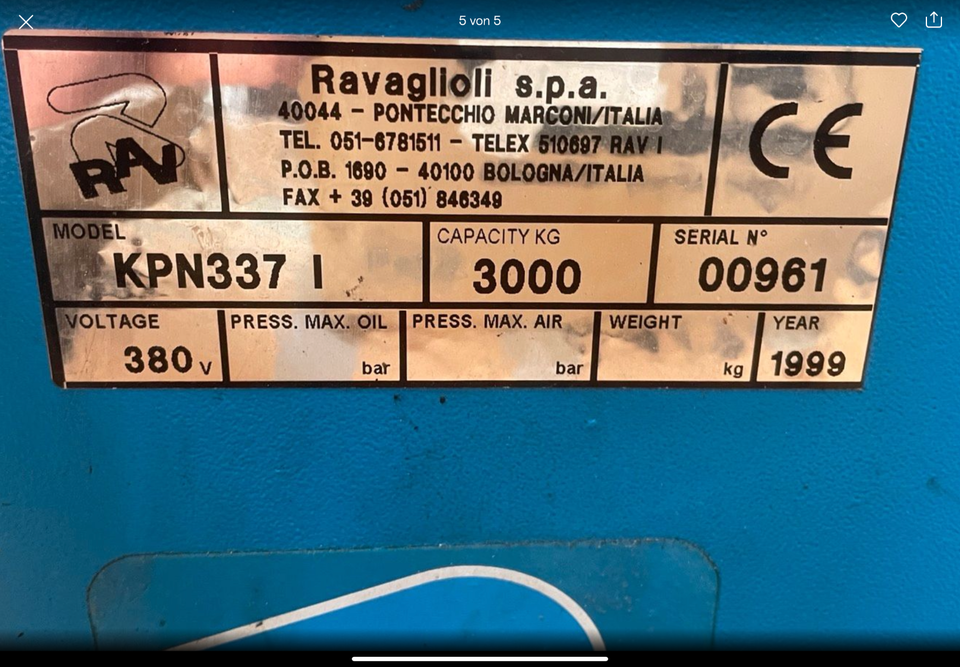 5 von 5
RAV
Ravaglioli s.p.a.
40044 - PONTECCHIO MARCONI/ITALIA
TEL. 051-6781511 - TELEX 510697 RAV I
P.O.B. 1690 - 40100 BOLOGNA/ITALIA
FAX + 39 (051) 846349
CE
MODEL
KPN337 I
CAPACITY KG
3000
SERIAL N°
00961
VOLTAGE
380 V
PRESS. MAX. OIL
bar
PRESS. MAX. AIR
bar
WEIGHT
kg
YEAR
1999